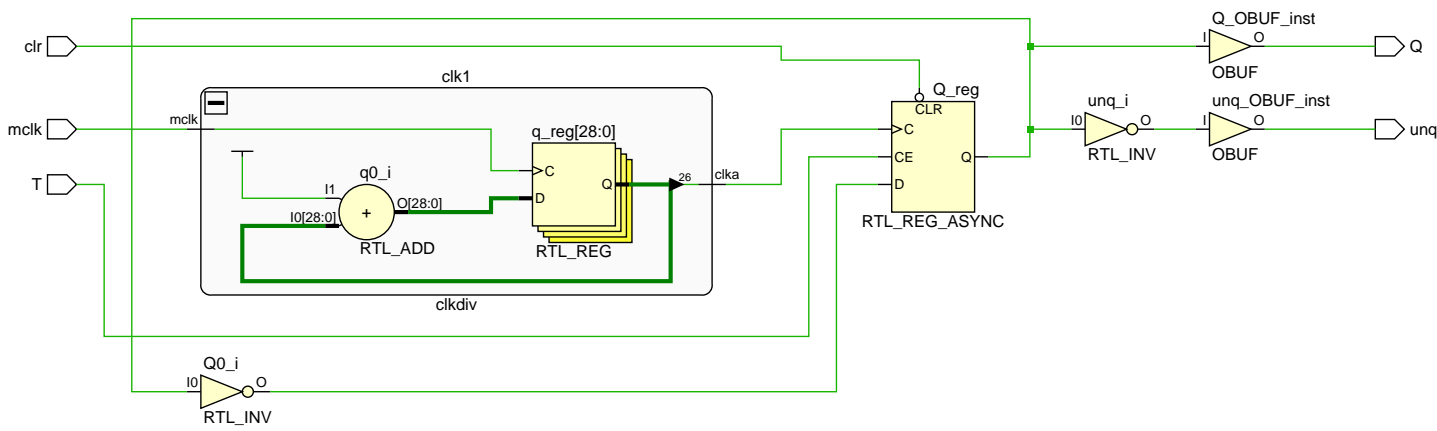 Q_OBUF_inst
clr
I
O
Q
OBUF
clk1
Q_reg
CLR
unq_i
unq_OBUF_inst
mclk
mclk
q_reg[28:0]
C
I0
O
I
O
unq
RTL_INV
OBUF
C
CE
Q
D
T
q0_i
I1
I0[28:0]
+
O[28:0]
RTL_ADD
D
Q
26
clka
RTL_REG
RTL_REG_ASYNC
clkdiv
Q0_i
I0
O
RTL_INV